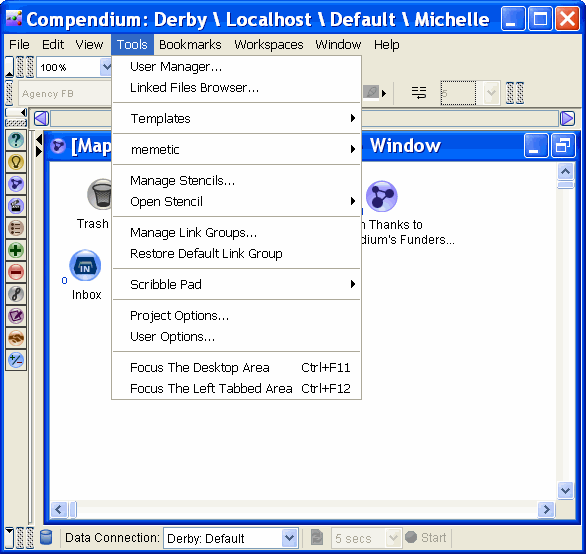 Compendium: Derby \ Localhost \ Default \ Michelle
File Edit View Tools Bookmarks Workspaces Window Help
100%
Agency FB
User Manager...
Linked Files Browser...
Templates
memetic
Manage Stencils...
Open Stencil
Manage Link Groups...
Restore Default Link Group
Scribble Pad
Project Options...
User Options...
Focus The Desktop Area Ctrl+F11
Focus The Left Tabbed Area Ctrl+F12
[Map Window
Trash
Thanks to
dium's Funders...
IN
0
Inbox
Data Connection: Derby: Default 5 secs Start